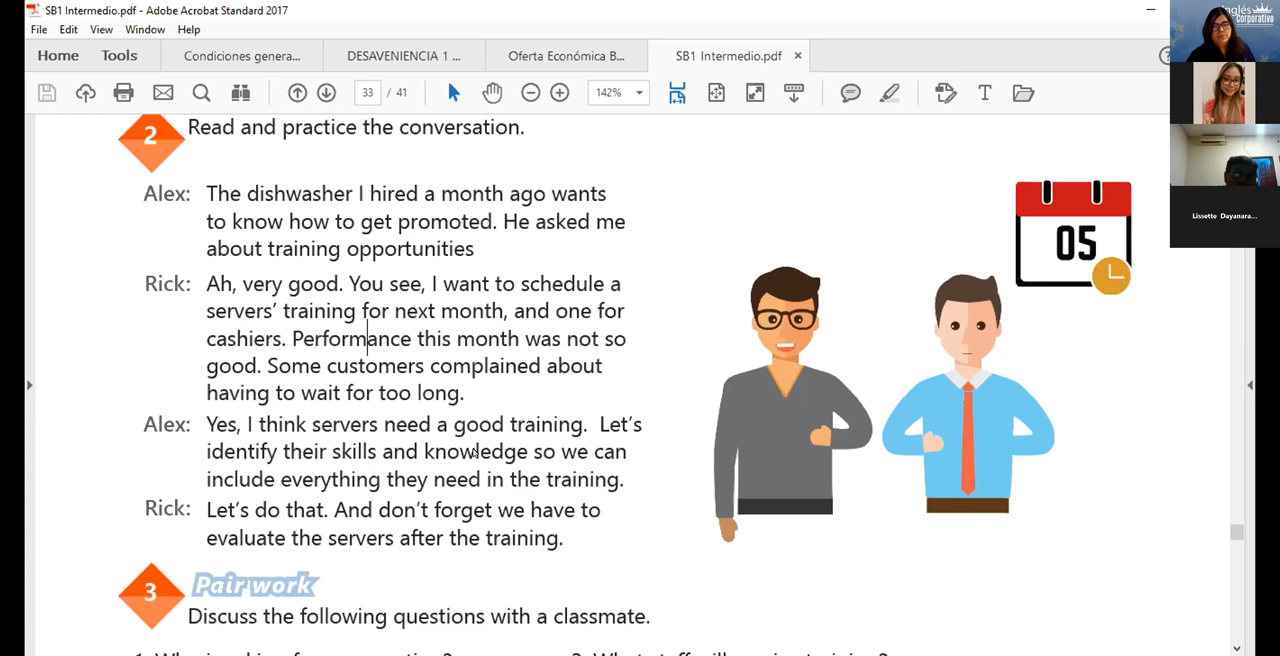 SB1 Intermedio.pdf - Adobe Acrobat Standard 2017
File Edit View Window Help
Home Tools Condiciones genera... DESAVENIENCIA 1 ... Oferta Económica B... SB1 Intermedio.pdf ×
33 / 41 142%
2 Read and practice the conversation.
Alex: The dishwasher I hired a month ago wants
to know how to get promoted. He asked me
about training opportunities
Rick: Ah, very good. You see, I want to schedule a
servers’ training for next month, and one for
cashiers. Performance this month was not so
good. Some customers complained about
having to wait for too long.
Alex: Yes, I think servers need a good training. Let’s
identify their skills and knowledge so we can
include everything they need in the training.
Rick: Let’s do that. And don’t forget we have to
evaluate the servers after the training.
05
3 Pair work
Discuss the following questions with a classmate.
inglés
Corporativo
Lissette Dayanara...